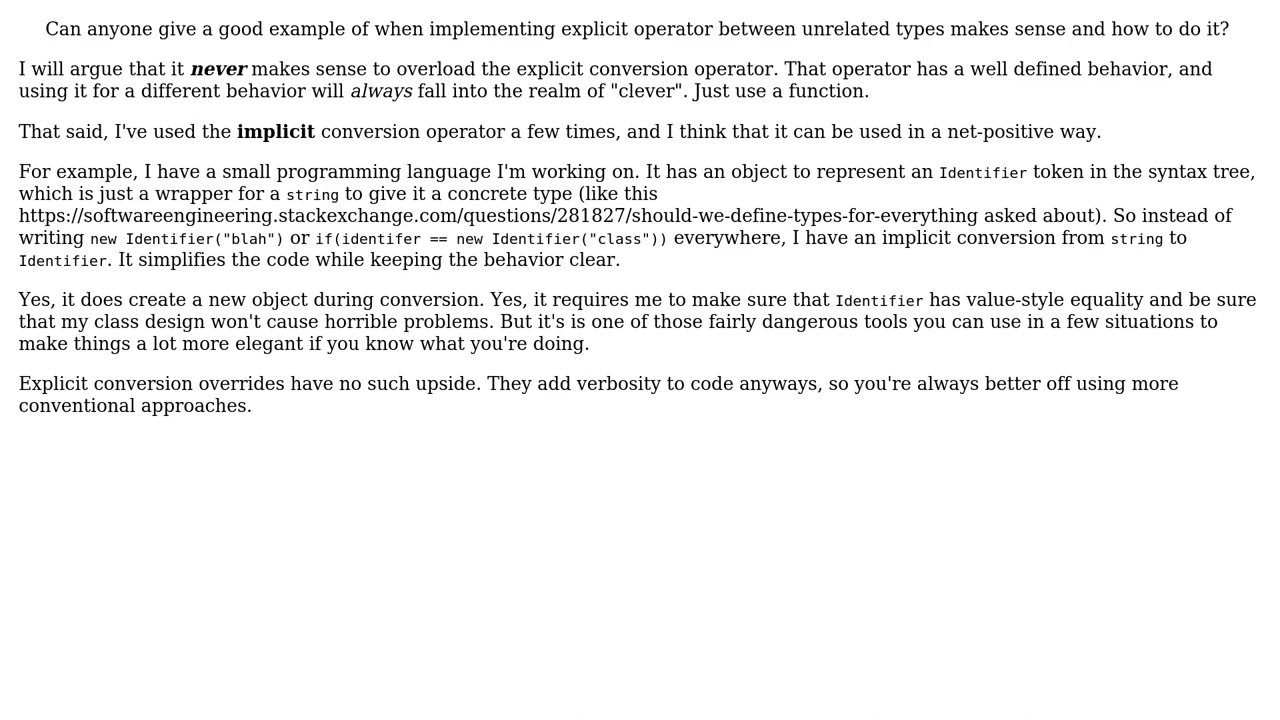 Can anyone give a good example of when implementing explicit operator between unrelated types makes sense and how to do it?
I will argue that it never makes sense to overload the explicit conversion operator. That operator has a well defined behavior, and
using it for a different behavior will always fall into the realm of "clever". Just use a function.
That said, I've used the implicit conversion operator a few times, and I think that it can be used in a net-positive way.
For example, I have a small programming language I'm working on. It has an object to represent an Identifier token in the syntax tree,
which is just a wrapper for a string to give it a concrete type (like this
https://softwareengineering.stackexchange.com/questions/281827/should-we-define-types-for-everything asked about). So instead of
writing new Identifier("blah") or if(identifer == new Identifier("class")) everywhere, I have an implicit conversion from string to
Identifier. It simplifies the code while keeping the behavior clear.
Yes, it does create a new object during conversion. Yes, it requires me to make sure that Identifier has value-style equality and be sure
that my class design won't cause horrible problems. But it's is one of those fairly dangerous tools you can use in a few situations to
make things a lot more elegant if you know what you're doing.
Explicit conversion overrides have no such upside. They add verbosity to code anyways, so you're always better off using more
conventional approaches.